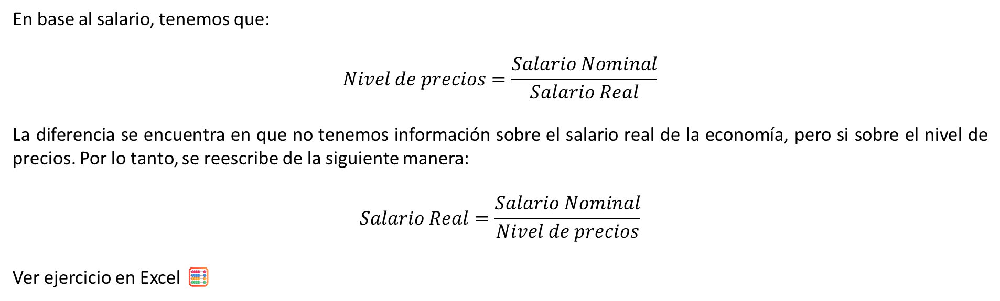 En base al salario, tenemos que:
Nivel de precios = Salario Nominal / Salario Real
La diferencia se encuentra en que no tenemos información sobre el salario real de la economía, pero si sobre el nivel de
precios. Por lo tanto, se reescribe de la siguiente manera:
Salario Real = Salario Nominal / Nivel de precios
Ver ejercicio en Excel